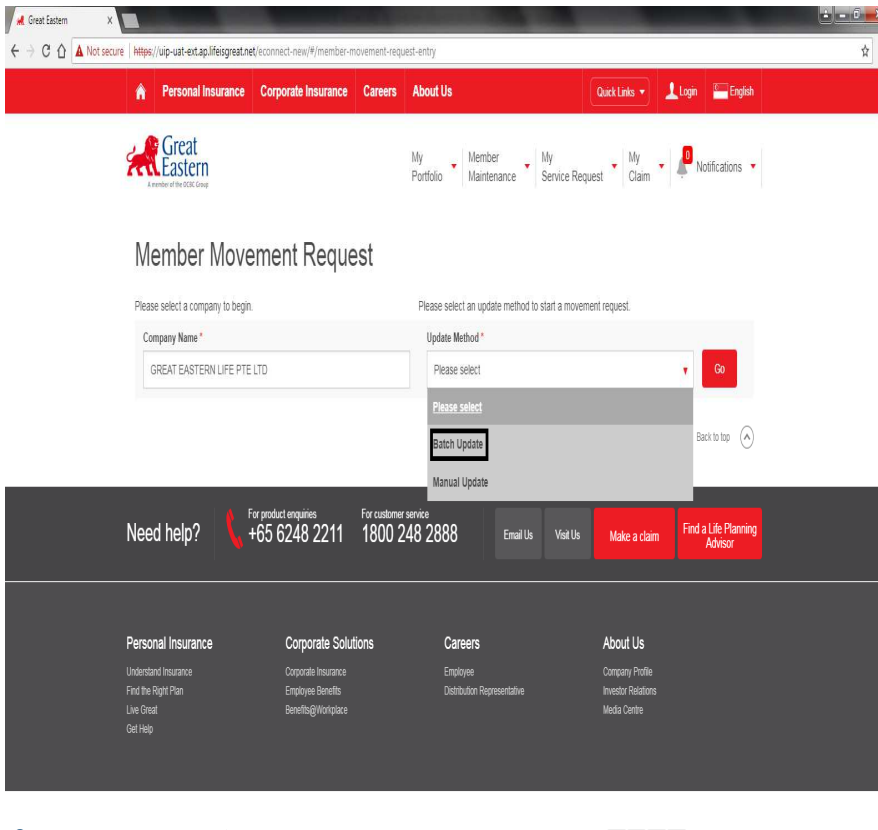 Great Eastern
Not secure | https://uip-uat-ext.ap.lifeisgreat.net/econnect-new/#/member-movement-request-entry
Personal Insurance Corporate Insurance Careers About Us Quick Links Login English
Great
Eastern
A member of the OCBC Group
My
Portfolio
Member
Maintenance
My
Service Request
My
Claim
0
Notifications
Member Movement Request
Please select a company to begin.
Please select an update method to start a movement request.
Company Name *
Update Method *
GREAT EASTERN LIFE PTE LTD
Please select
Go
Please select
Batch Update
Manual Update
Back to top
Need help?
For product enquiries
+65 6248 2211
For customer service
1800 248 2888
Email Us
Visit Us
Make a claim
Find a Life Planning
Advisor
Personal Insurance
Understand Insurance
Find the Right Plan
Live Great
Get Help
Corporate Solutions
Corporate Insurance
Employee Benefits
Benefits@Workplace
Careers
Employee
Distribution Representative
About Us
Company Profile
Investor Relations
Media Centre